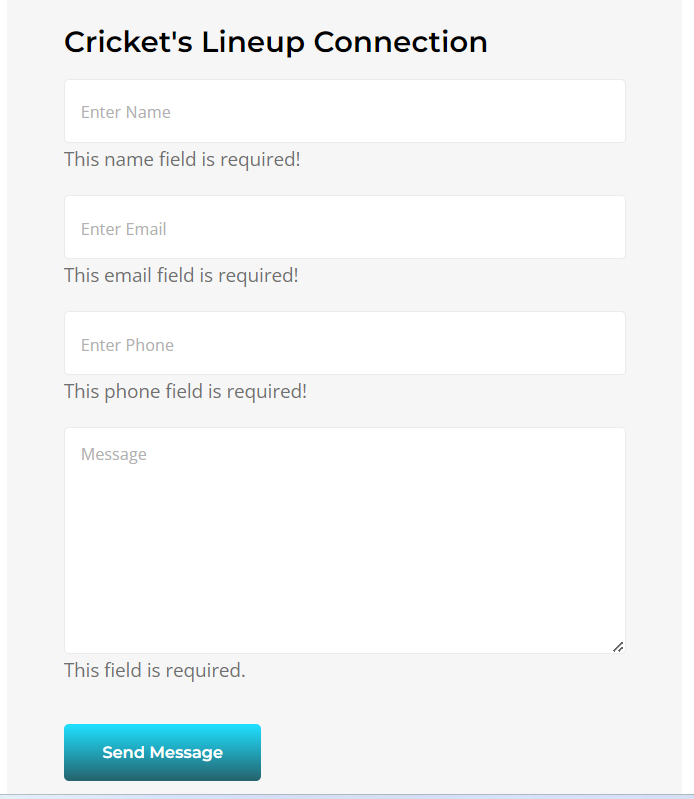 Cricket's Lineup Connection
Enter Name
This name field is required!
Enter Email
This email field is required!
Enter Phone
This phone field is required!
Message
This field is required.
Send Message